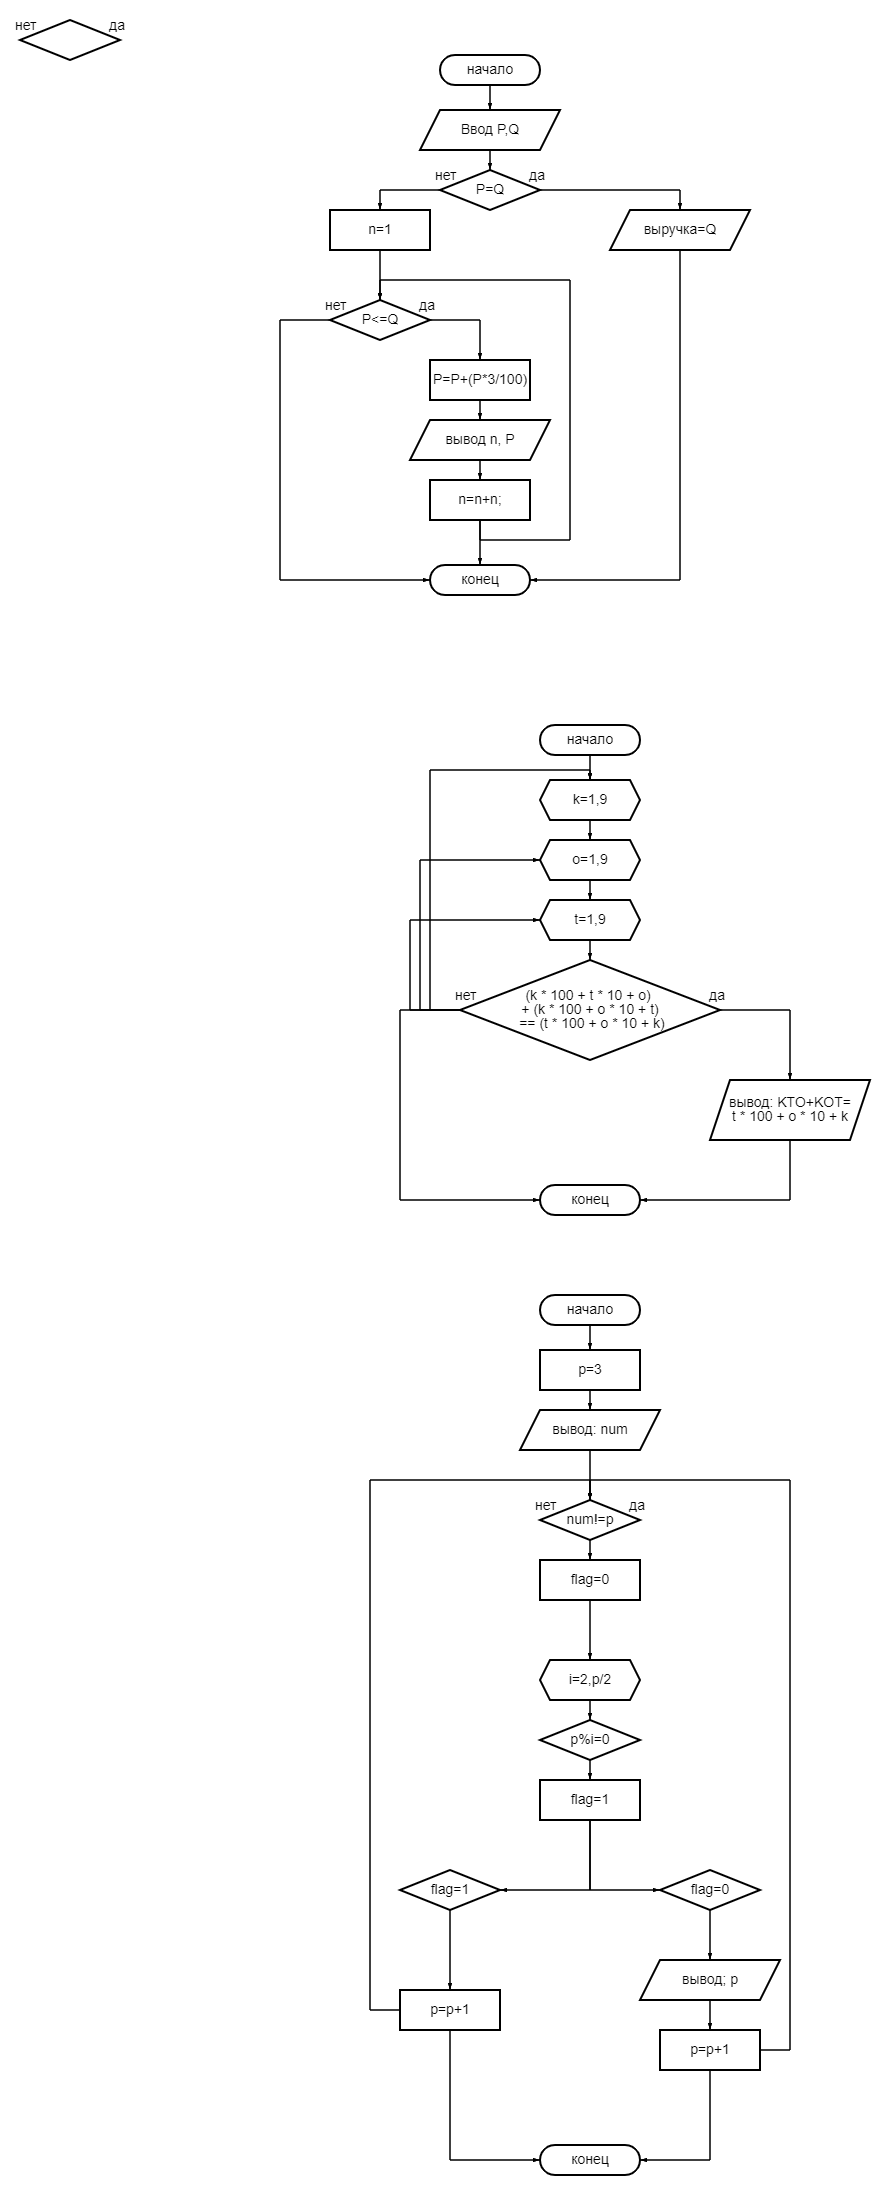 нет да
начало
Ввод P,Q
нет да
P=Q
n=1
выручка=Q
нет да
P<=Q
P=P+(P*3/100)
вывод n, P
n=n+n;
конец
начало
k=1,9
o=1,9
t=1,9
нет да
(k * 100 + t * 10 + o)
+ (k * 100 + o * 10 + t)
== (t * 100 + o * 10 + k)
вывод: KTO+KOT=
t * 100 + o * 10 + k
конец
начало
p=3
вывод: num
нет да
num!=p
flag=0
i=2,p/2
p%i=0
flag=1
flag=1
flag=0
вывод; p
p=p+1
p=p+1
конец